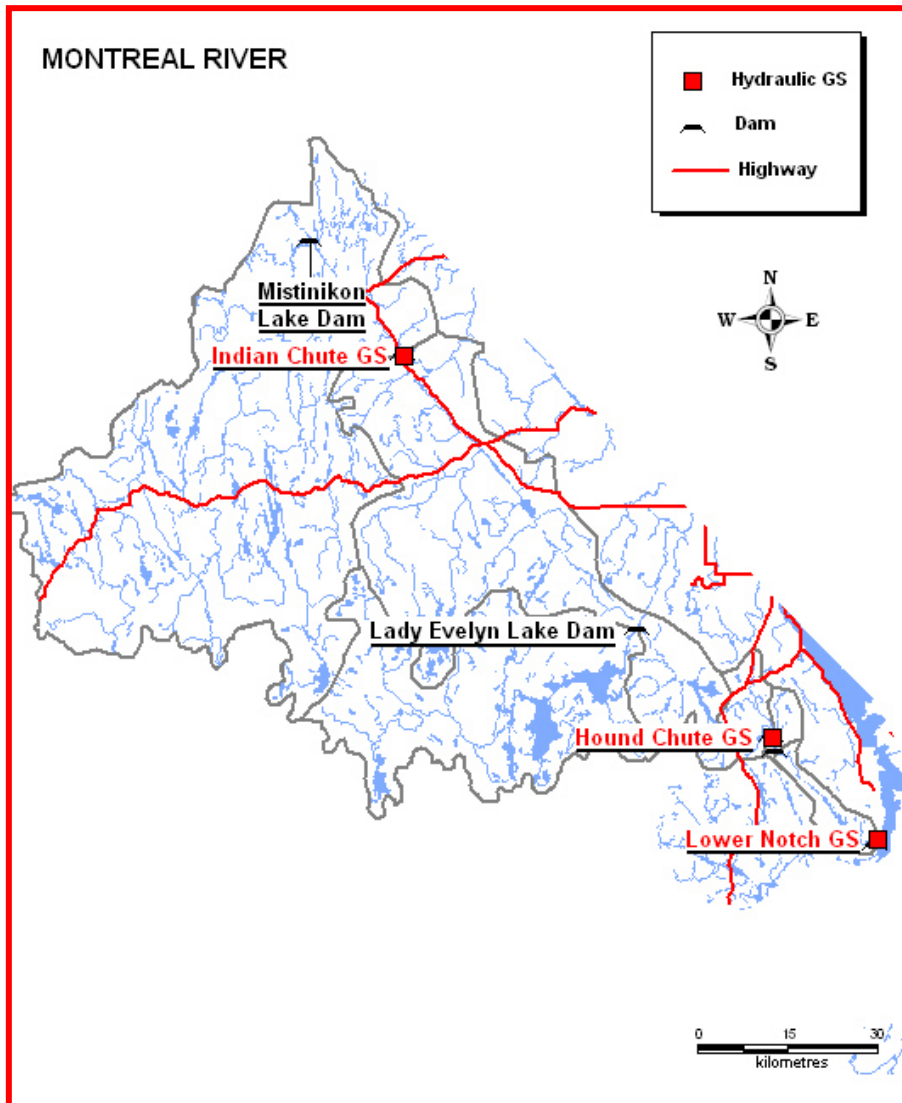 MONTREAL RIVER
Hydraulic GS
Dam
Highway
N
W E
S
Mistinikon
Lake Dam
Indian Chute GS
Lady Evelyn Lake Dam
Hound Chute GS
Lower Notch GS
0 15 30
kilometres